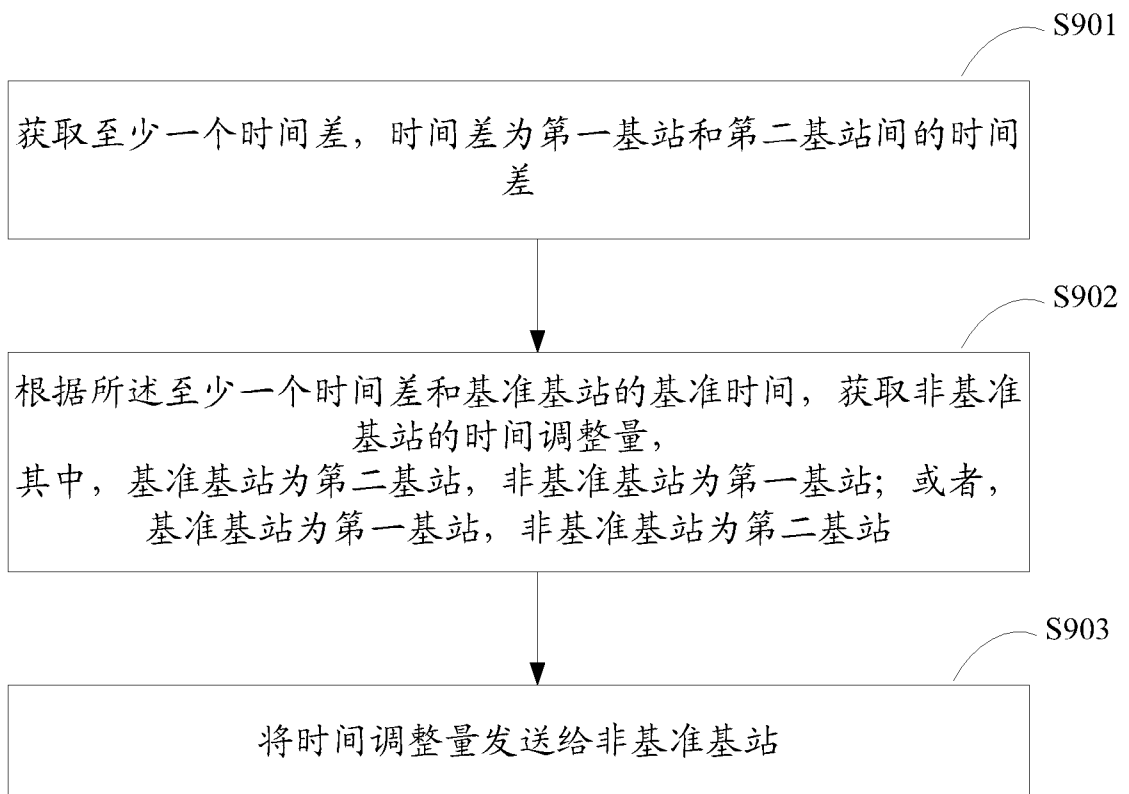 S901
获取至少一个时间差，时间差为第一基站和第二基站间的时间
差
S902
根据所述至少一个时间差和基准基站的基准时间，获取非基准
基站的时间调整量，
其中，基准基站为第二基站，非基准基站为第一基站；或者，
基准基站为第一基站，非基准基站为第二基站
S903
将时间调整量发送给非基准基站